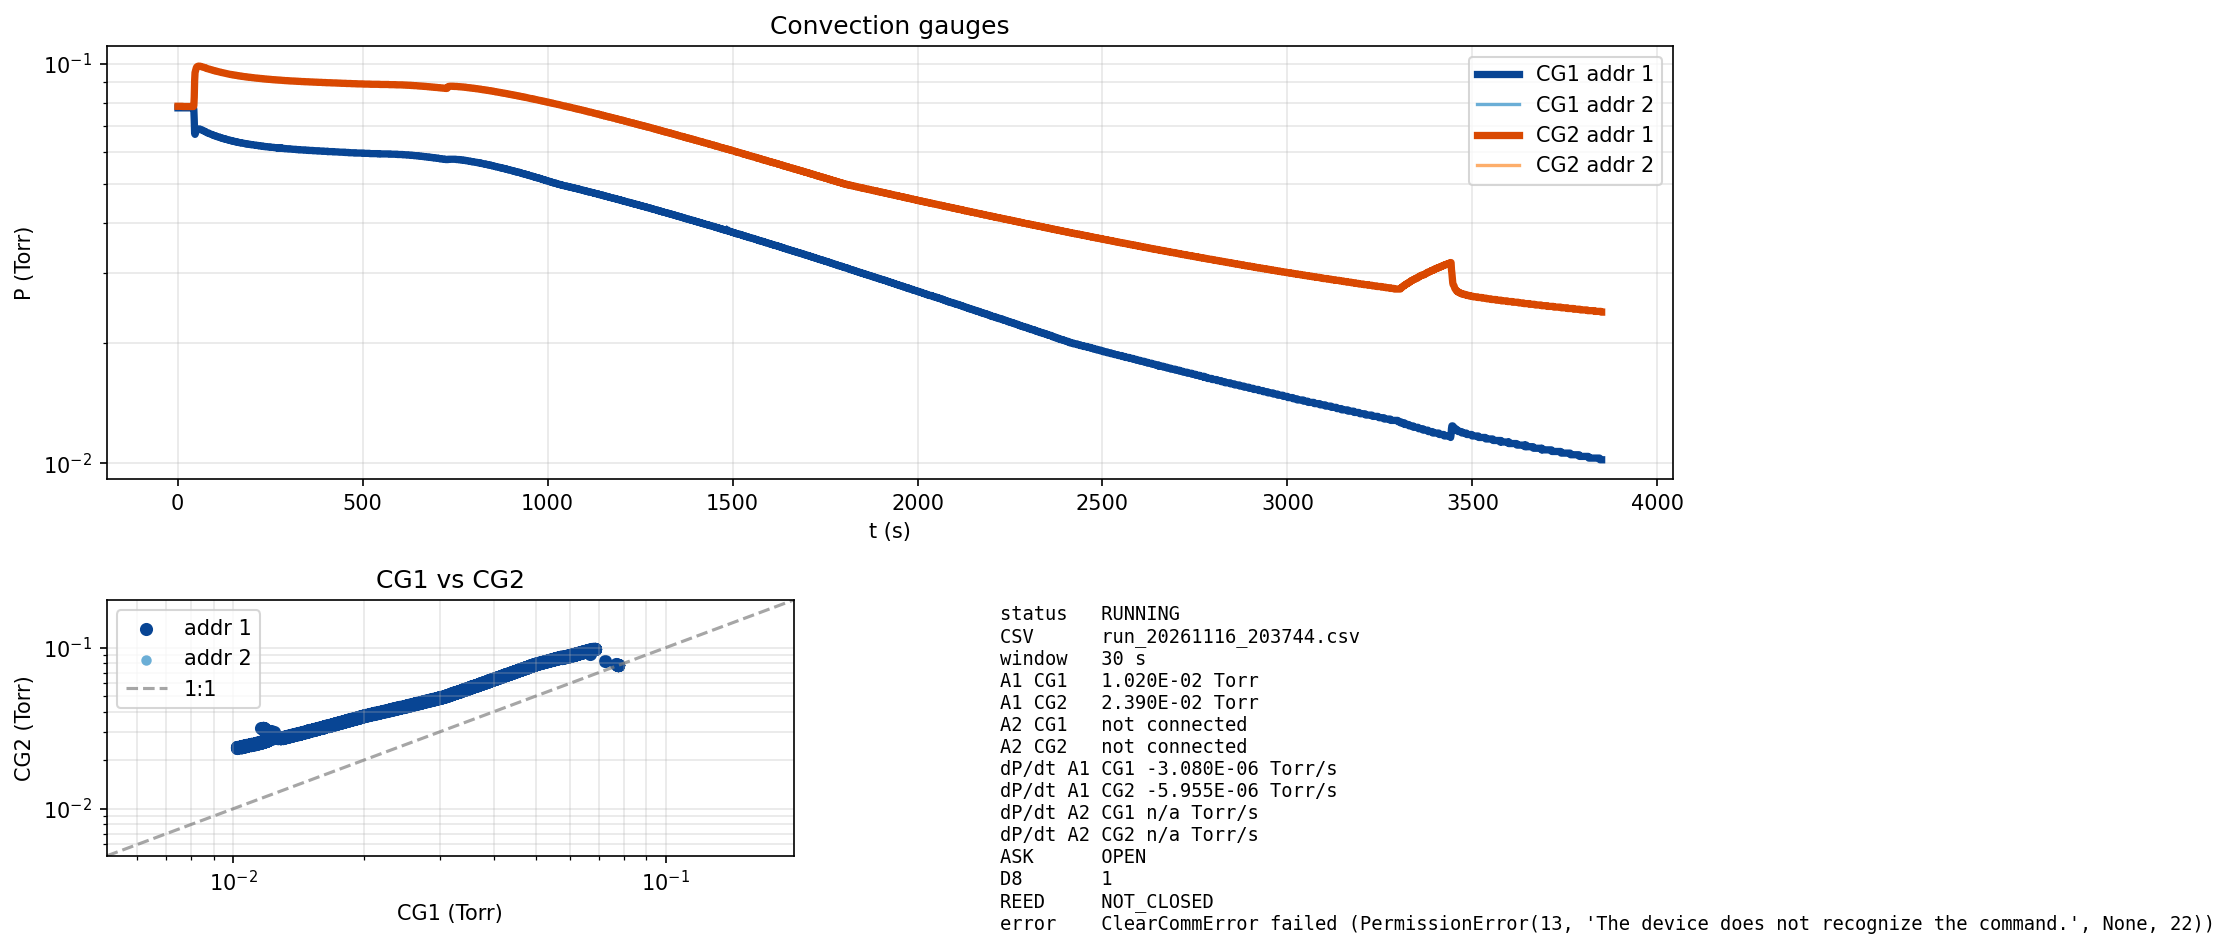 Convection gauges
10⁻¹
10⁻²
P (Torr)
CG1 addr 1
CG1 addr 2
CG2 addr 1
CG2 addr 2
0 500 1000 1500 2000 2500 3000 3500 4000
t (s)
CG1 vs CG2
10⁻¹
10⁻²
CG2 (Torr)
addr 1
addr 2
1:1
10⁻² 10⁻¹
CG1 (Torr)
status RUNNING
CSV run_20261116_203744.csv
window 30 s
A1 CG1 1.020E-02 Torr
A1 CG2 2.390E-02 Torr
A2 CG1 not connected
A2 CG2 not connected
dP/dt A1 CG1 -3.080E-06 Torr/s
dP/dt A1 CG2 -5.955E-06 Torr/s
dP/dt A2 CG1 n/a Torr/s
dP/dt A2 CG2 n/a Torr/s
ASK OPEN
D8 1
REED NOT_CLOSED
error ClearCommError failed (PermissionError(13, 'The device does not recognize the command.', None, 22))